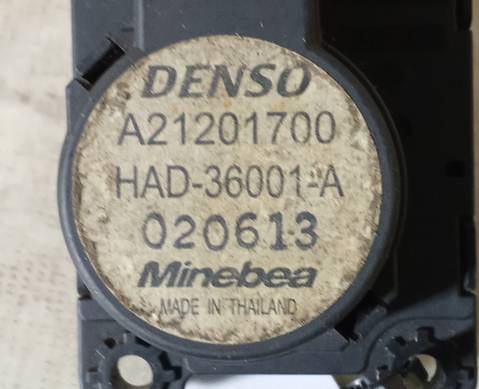 DENSO
A21201700
HAD-36001-A
020613
Minebea
MADE IN THAILAND